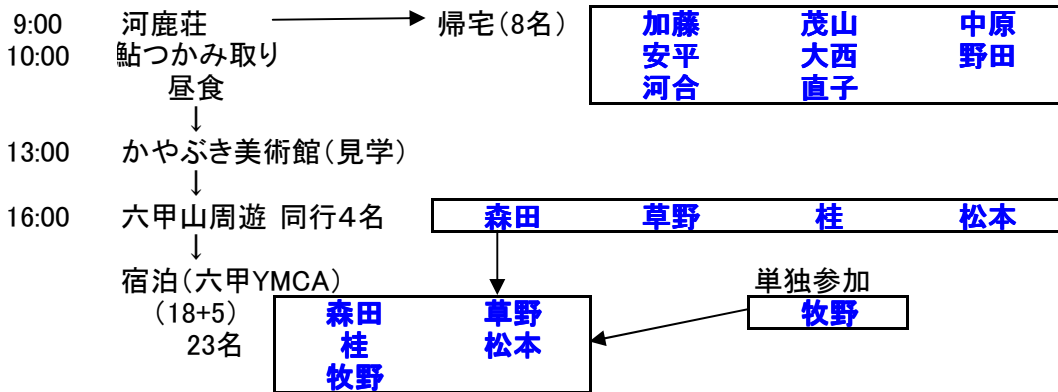 9:00 河鹿荘 帰宅(8名) 加藤 茂山 中原
10:00 鮎つかみ取り 安平 大西 野田
昼食 河合 直子
↓
13:00 かやぶき美術館(見学)
↓
16:00 六甲山周遊 同行4名 森田 草野 桂 松本
↓
宿泊(六甲YMCA) 単独参加
(18+5) 森田 草野 牧野
23名 桂 松本
牧野